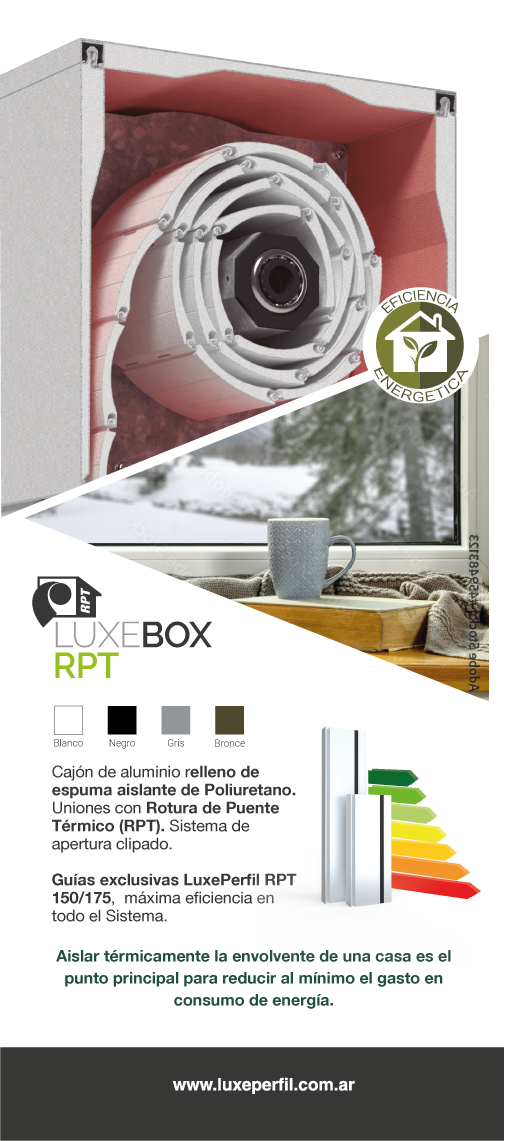 EFICIENCIA
ENERGETICA
RPT
LUXEBOX
RPT
Blanco Negro Gris Bronce
Cajón de aluminio relleno de
espuma aislante de Poliuretano.
Uniones con Rotura de Puente
Térmico (RPT). Sistema de
apertura clipado.
Guías exclusivas LuxePerfil RPT
150/175, máxima eficiencia en
todo el Sistema.
Aislar térmicamente la envolvente de una casa es el
punto principal para reducir al mínimo el gasto en
consumo de energía.
www.luxeperfil.com.ar